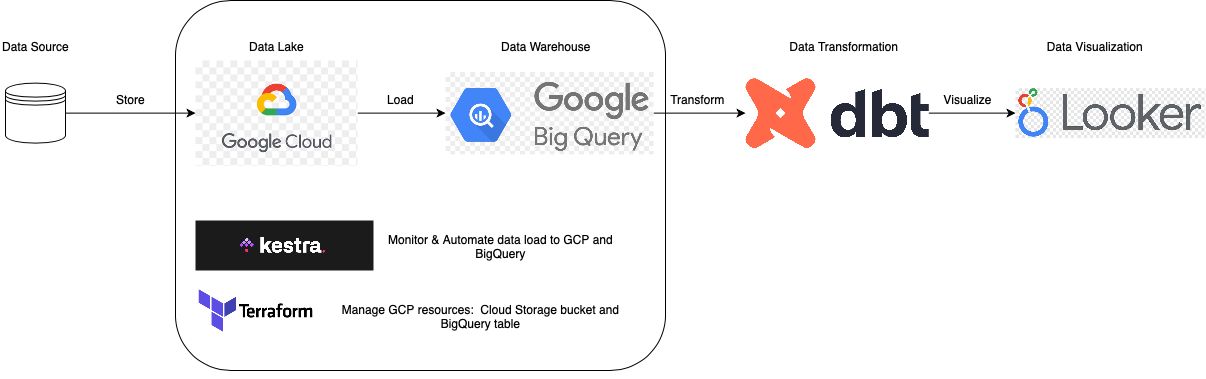 Data Source
Data Lake
Data Warehouse
Data Transformation
Data Visualization
Store
Google Cloud
Load
Google
Big Query
Transform
dbt
Visualize
Looker
kestra.
Monitor & Automate data load to GCP and
BigQuery
Terraform
Manage GCP resources: Cloud Storage bucket and
BigQuery table